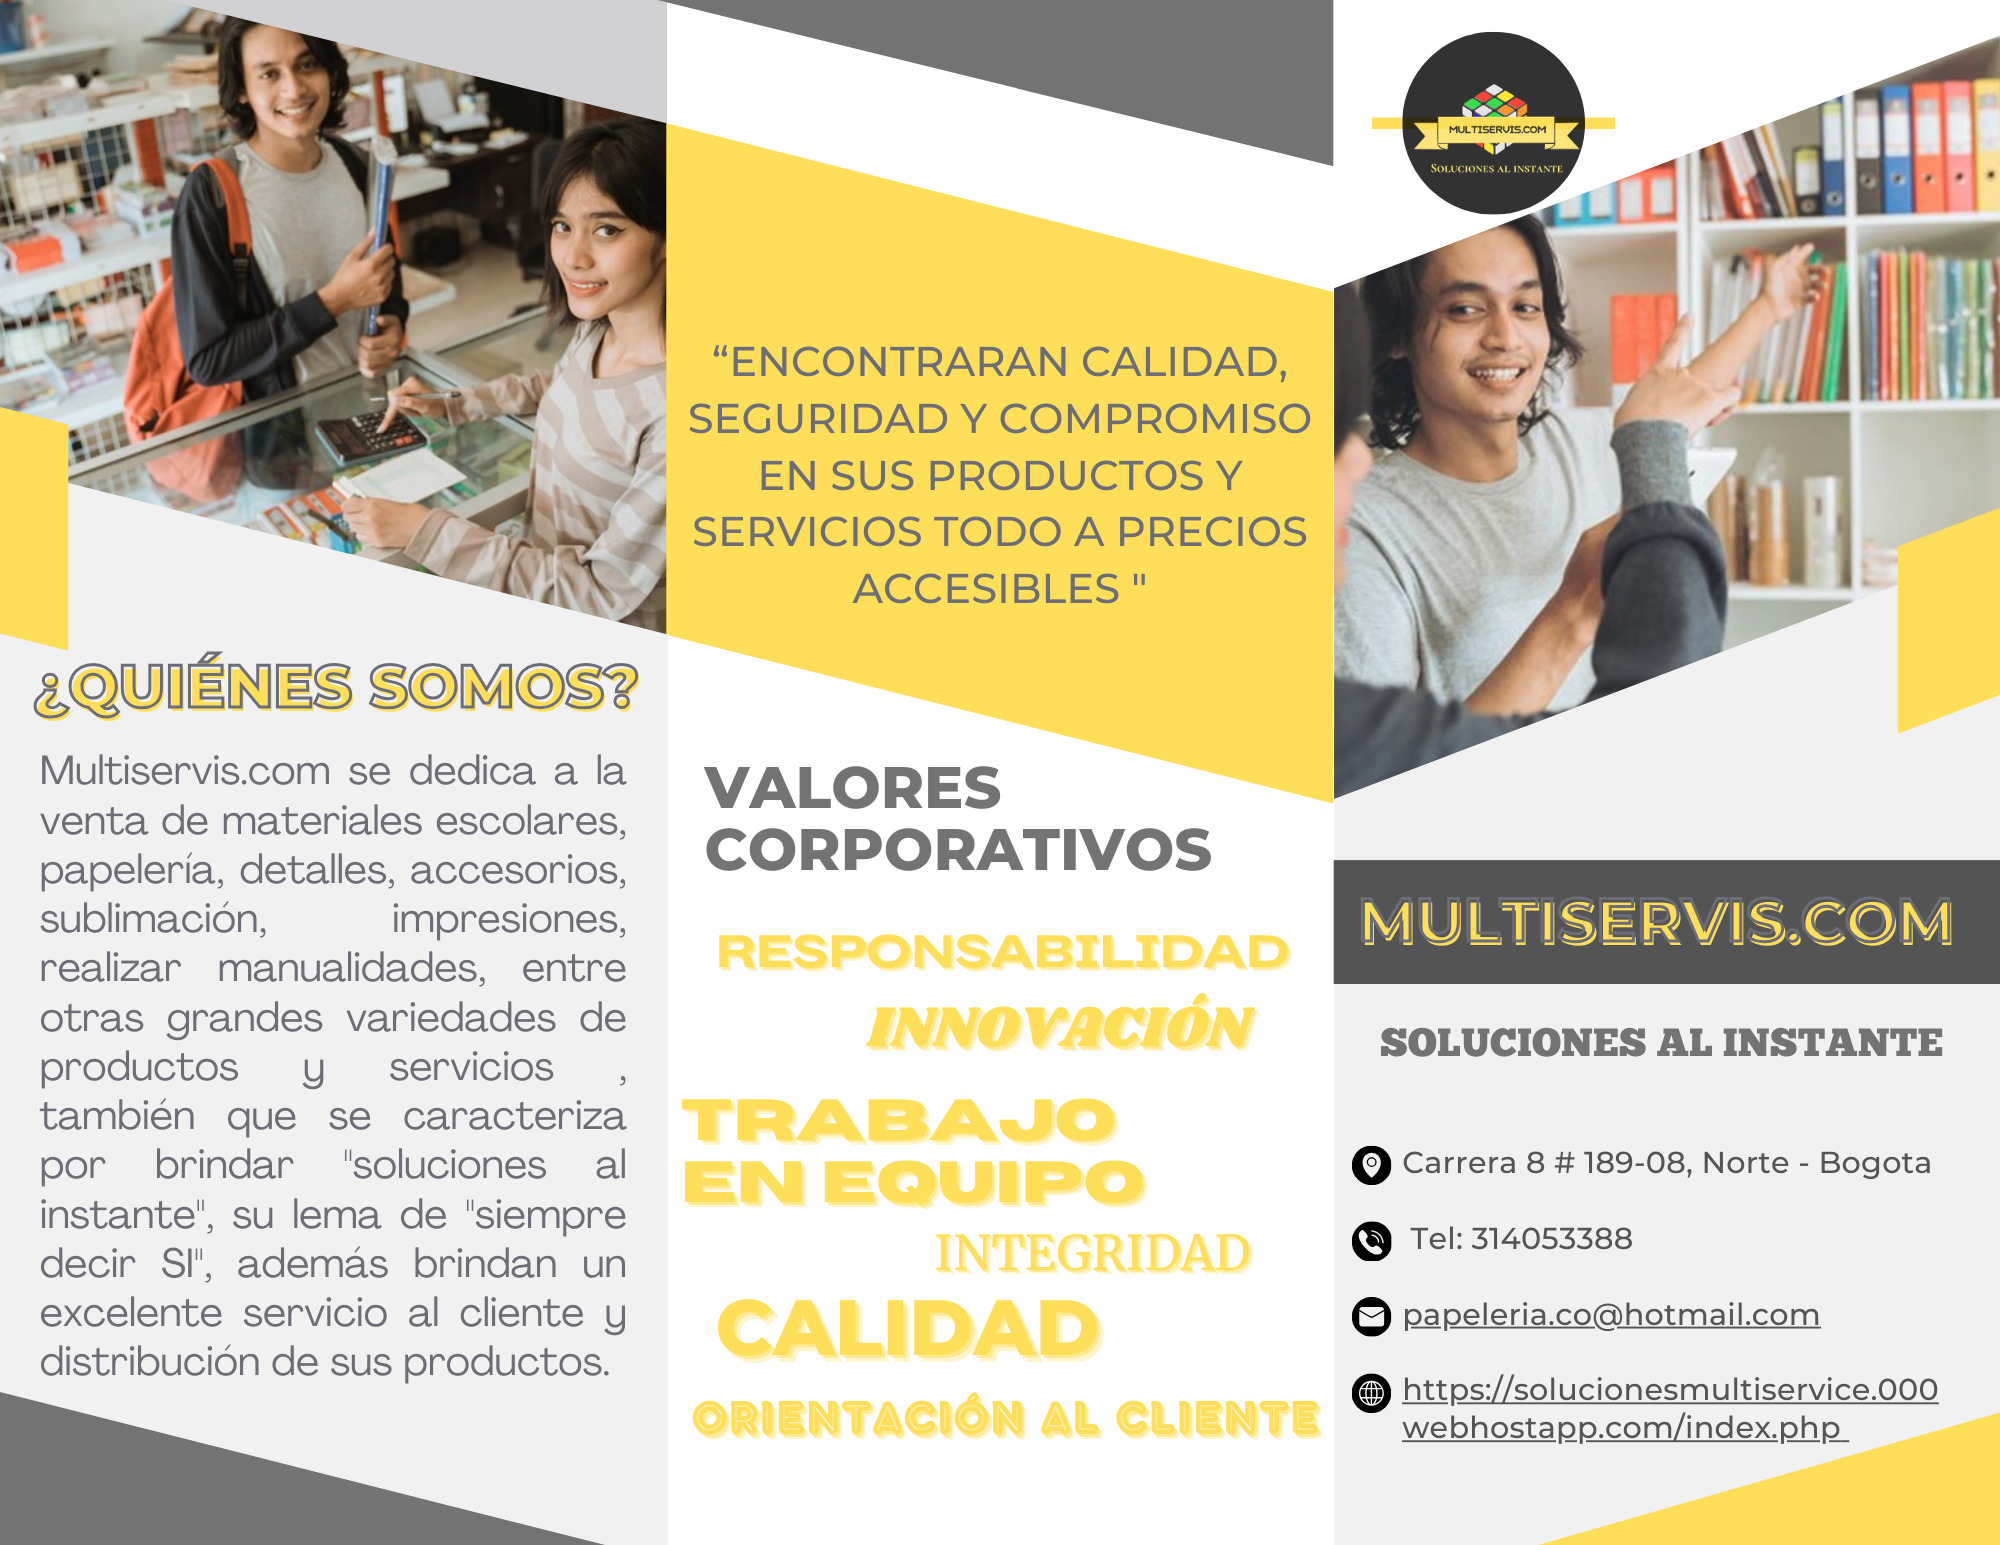 ¿QUIÉNES SOMOS?
Multiservis.com se dedica a la
venta de materiales escolares,
papelería, detalles, accesorios,
sublimación, impresiones,
realizar manualidades, entre
otras grandes variedades de
productos y servicios ,
también que se caracteriza
por brindar "soluciones al
instante", su lema de "siempre
decir SI", además brindan un
excelente servicio al cliente y
distribución de sus productos.
“ENCONTRARAN CALIDAD,
SEGURIDAD Y COMPROMISO
EN SUS PRODUCTOS Y
SERVICIOS TODO A PRECIOS
ACCESIBLES "
VALORES
CORPORATIVOS
RESPONSABILIDAD
INNOVACIÓN
TRABAJO
EN EQUIPO
INTEGRIDAD
CALIDAD
ORIENTACIÓN AL CLIENTE
MULTISERVIS.COM
SOLUCIONES AL INSTANTE
MULTISERVIS.COM
SOLUCIONES AL INSTANTE
Carrera 8 # 189-08, Norte - Bogota
Tel: 314053388
papeleria.co@hotmail.com
https://solucionesmultiservice.000
webhostapp.com/index.php